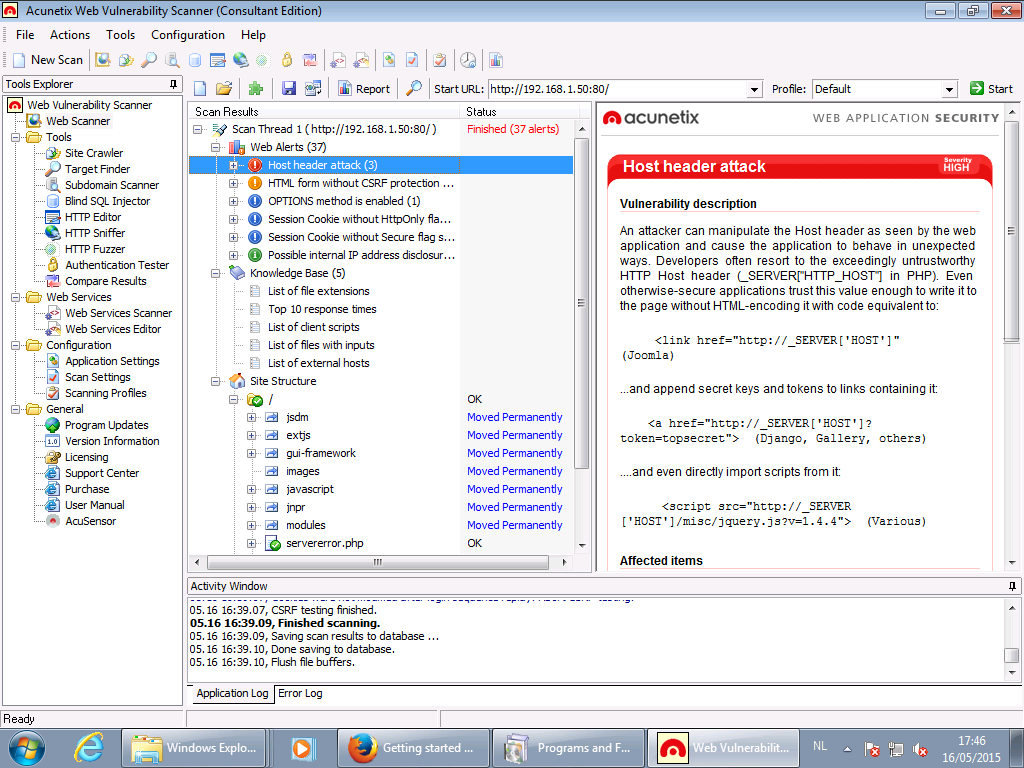 Acunetix Web Vulnerability Scanner (Consultant Edition)
File Actions Tools Configuration Help
New Scan
Tools Explorer
Web Vulnerability Scanner
Web Scanner
Tools
Site Crawler
Target Finder
Subdomain Scanner
Blind SQL Injector
HTTP Editor
HTTP Sniffer
HTTP Fuzzer
Authentication Tester
Compare Results
Web Services
Web Services Scanner
Web Services Editor
Configuration
Application Settings
Scan Settings
Scanning Profiles
General
Program Updates
Version Information
Licensing
Support Center
Purchase
User Manual
AcuSensor
Report Start URL: http://192.168.1.50:80/ Profile: Default Start
Scan Results Status
Scan Thread 1 ( http://192.168.1.50:80/ ) Finished (37 alerts)
Web Alerts (37)
Host header attack (3)
HTML form without CSRF protection ...
OPTIONS method is enabled (1)
Session Cookie without HttpOnly fla...
Session Cookie without Secure flag s...
Possible internal IP address disclosur...
Knowledge Base (5)
List of file extensions
Top 10 response times
List of client scripts
List of files with inputs
List of external hosts
Site Structure
/ OK
jsdm Moved Permanently
extjs Moved Permanently
gui-framework Moved Permanently
images Moved Permanently
javascript Moved Permanently
jnpr Moved Permanently
modules Moved Permanently
servererror.php OK
acunetix WEB APPLICATION SECURITY
Host header attack
Severity
HIGH
Vulnerability description
An attacker can manipulate the Host header as seen by the web
application and cause the application to behave in unexpected
ways. Developers often resort to the exceedingly untrustworthy
HTTP Host header (_SERVER["HTTP_HOST"] in PHP). Even
otherwise-secure applications trust this value enough to write it to
the page without HTML-encoding it with code equivalent to:
<link href="http://_SERVER['HOST']"
(Joomla)
...and append secret keys and tokens to links containing it:
<a href="http://_SERVER['HOST']?
token=topsecret"> (Django, Gallery, others)
....and even directly import scripts from it:
<script src="http://_SERVER
['HOST']/misc/jquery.js?v=1.4.4"> (Various)
Affected items
Activity Window
05.16 16:39.07, CSRF testing finished.
05.16 16:39.09, Finished scanning.
05.16 16:39.09, Saving scan results to database ...
05.16 16:39.10, Done saving to database.
05.16 16:39.10, Flush file buffers.
Application Log Error Log
Ready
Windows Explo...
Getting started ...
Programs and F...
Web Vulnerabilit...
NL
17:46
16/05/2015